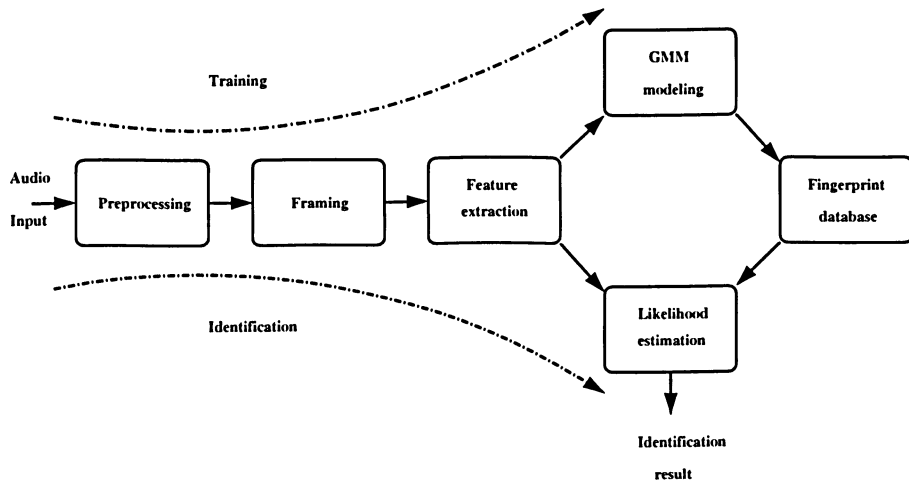 Training
GMM
modeling
Audio
Input
Preprocessing
Framing
Feature
extraction
Fingerprint
database
Identification
Likelihood
estimation
Identification
result